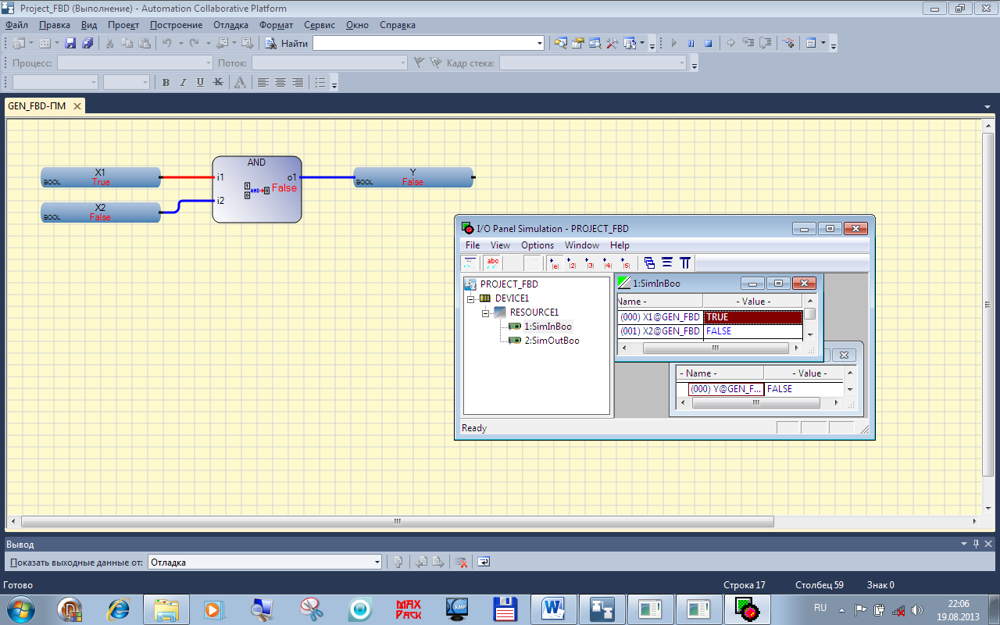 Project_FBD (Выполнение) - Automation Collaborative Platform
Файл Правка Вид Проект Построение Отладка Формат Сервис Окно Справка
Найти
Процесс: Поток: Кадр стека:
B I U K A
GEN_FBD-ПМ
AND
X1
BOOL True
i1 o1
False
Y
BOOL False
X2
BOOL False
i2
I/O Panel Simulation - PROJECT_FBD
File View Options Window Help
abc
PROJECT_FBD
DEVICE1
RESOURCE1
1:SimInBoo
2:SimOutBoo
1:SimInBoo
Name - - Value -
(000) X1@GEN_FBD TRUE
(001) X2@GEN_FBD FALSE
- Name - - Value -
(000) Y@GEN_F... FALSE
Ready
Вывод
Показать выходные данные от: Отладка
Готово Строка 17 Столбец 59 Знак 0
MAX PACK
KMP
RU
22:06
19.08.2013